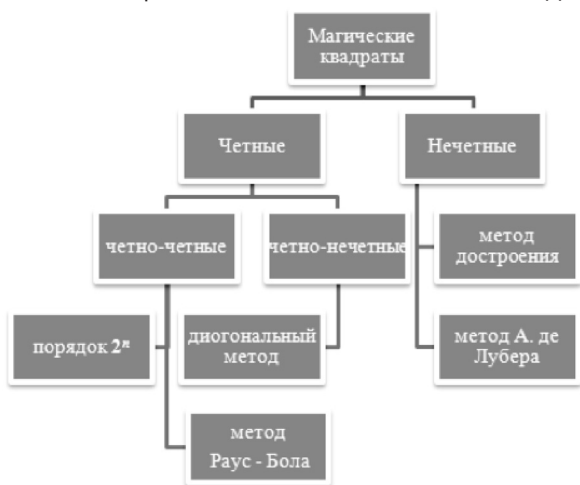 Магические
квадраты
Четные
Нечетные
четно-четные
четно-нечетные
метод
достроения
порядок 2ⁿ
диогональный
метод
метод А. де
Лубера
метод
Раус - Бола